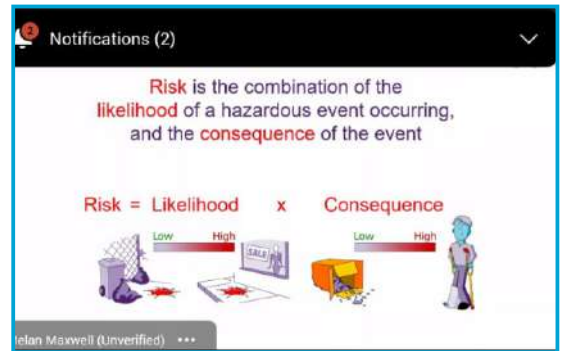 2
Notifications (2)
Risk is the combination of the
likelihood of a hazardous event occurring,
and the consequence of the event
Risk = Likelihood x Consequence
Low High Low High
SALE
elan Maxwell (Unverified) •••